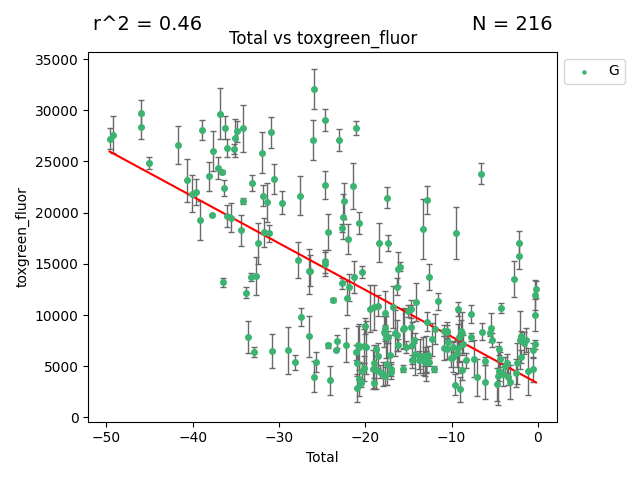 r^2 = 0.46 N = 216
Total vs toxgreen_fluor
G
35000
30000
25000
20000
15000
10000
5000
0
toxgreen_fluor
−50 −40 −30 −20 −10 0
Total